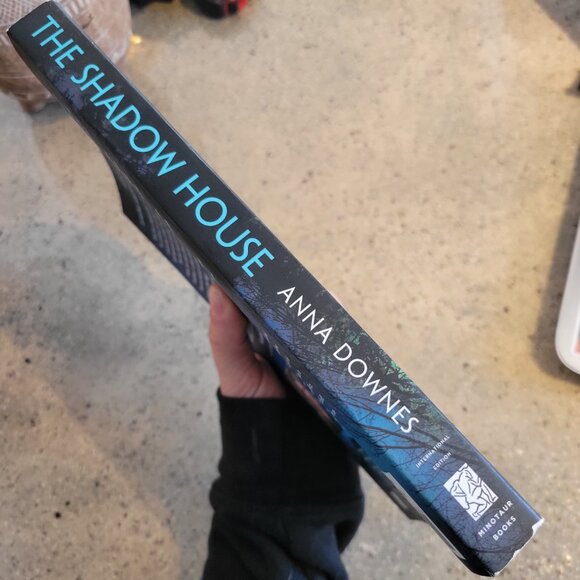 THE SHADOW HOUSE
ANNA DOWNES
INTERNATIONAL
EDITION
MINOTAUR
BOOKS